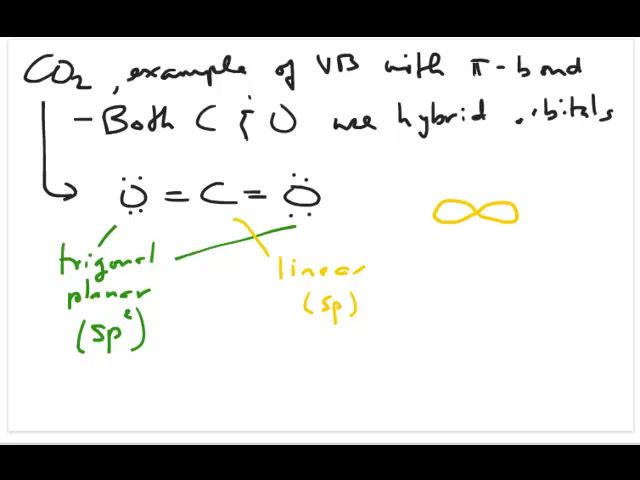 CO₂, example of VB with π-bond
- Both C & O use hybrid orbitals
O = C = O
trigonal
planar
(sp²)
linear
(sp)